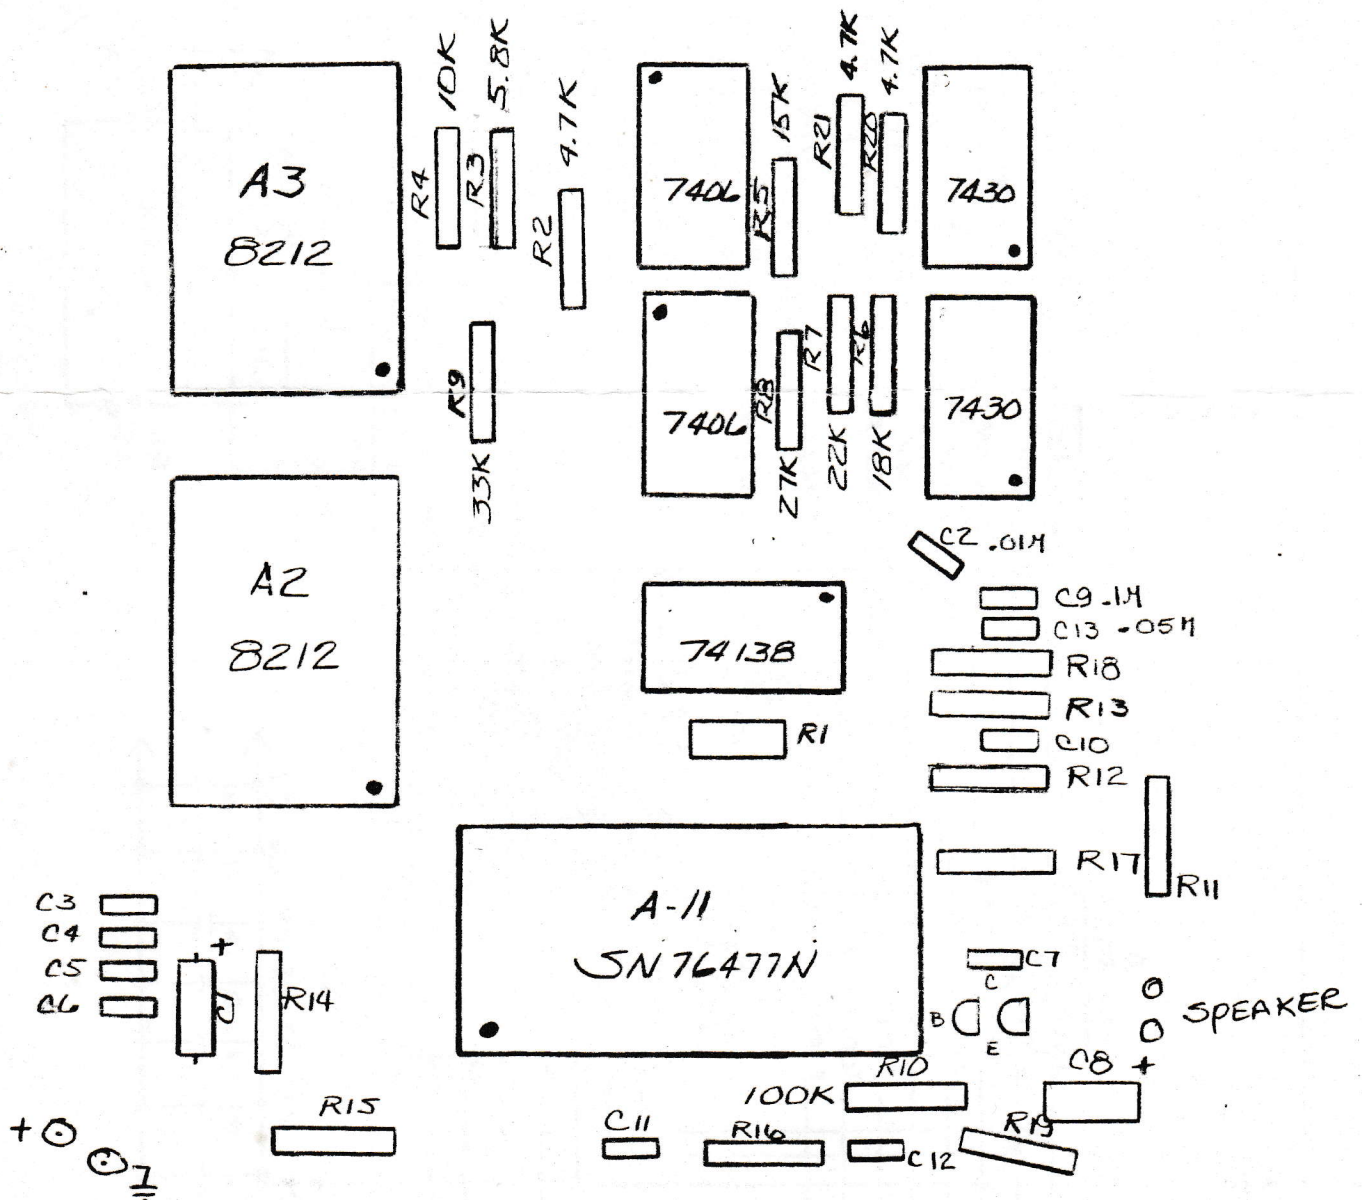 A3
8212
R4
10K
R3
5.8K
R2
4.7K
R9
33K
7406
R5
15K
R21
4.7K
R20
4.7K
7430
7406
R8
27K
R7
22K
R6
18K
7430
A2
8212
C2 .01M
C9 .1M
C13 .05M
74138
R18
R13
R1
C10
R12
R17
R11
A-11
SN76477N
C3
C4
C5
C6
+
R14
C7
C
B
E
SPEAKER
R10
100K
C8 +
R15
C11
R16
C12
R19
+